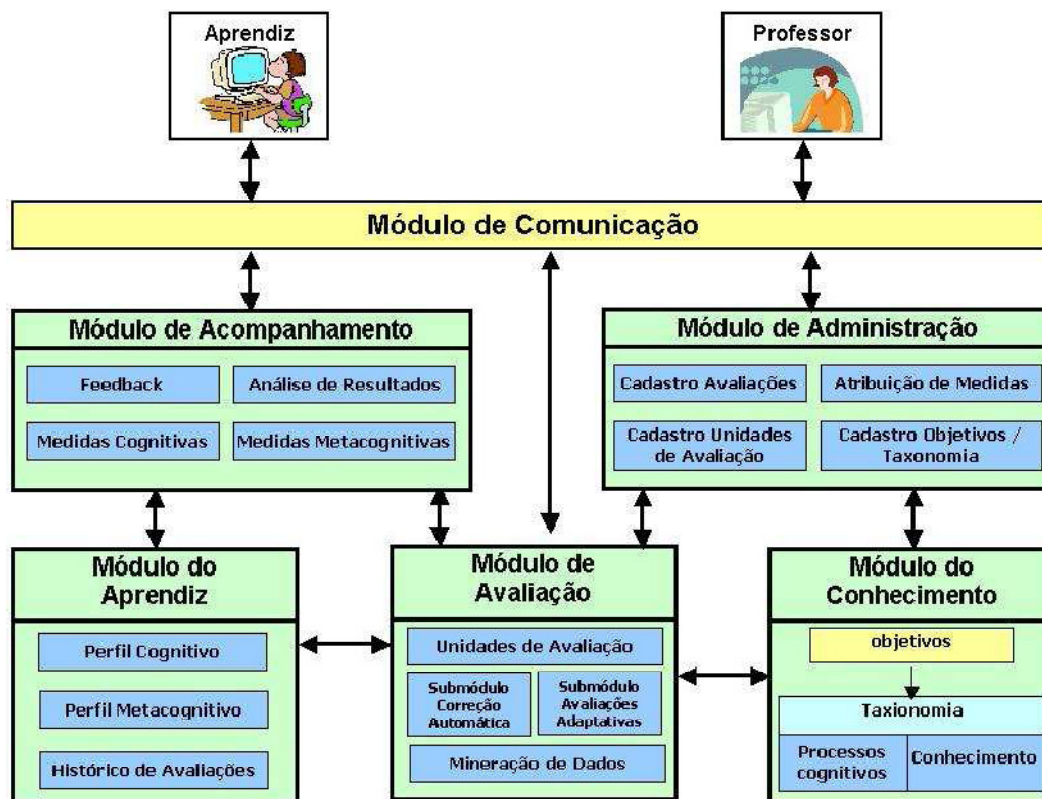 Aprendiz
Professor
Módulo de Comunicação
Módulo de Acompanhamento
Feedback
Análise de Resultados
Medidas Cognitivas
Medidas Metacognitivas
Módulo de Administração
Cadastro Avaliações
Atribuição de Medidas
Cadastro Unidades
de Avaliação
Cadastro Objetivos /
Taxonomia
Módulo do
Aprendiz
Perfil Cognitivo
Perfil Metacognitivo
Histórico de Avaliações
Módulo de
Avaliação
Unidades de Avaliação
Submódulo
Correção
Automática
Submódulo
Avaliações
Adaptativas
Mineração de Dados
Módulo do
Conhecimento
objetivos
Taxionomia
Processos
cognitivos
Conhecimento